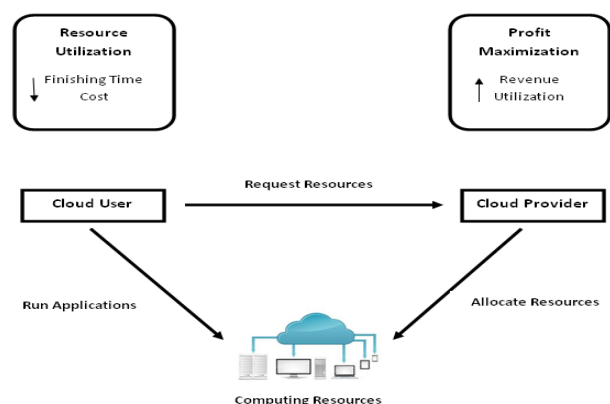 Resource
Utilization
Finishing Time
Cost
Profit
Maximization
Revenue
Utilization
Request Resources
Cloud User
Cloud Provider
Run Applications
Allocate Resources
Computing Resources